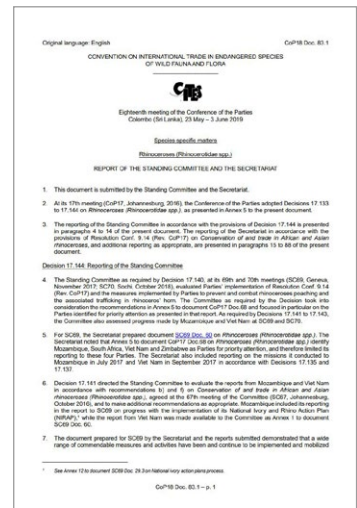 Original language: English CoP18 Doc. 83.1
CONVENTION ON INTERNATIONAL TRADE IN ENDANGERED SPECIES
OF WILD FAUNA AND FLORA
CITES
Eighteenth meeting of the Conference of the Parties
Colombo (Sri Lanka), 23 May – 3 June 2019
Species specific matters
Rhinoceroses (Rhinocerotidae spp.)
REPORT OF THE STANDING COMMITTEE AND THE SECRETARIAT
1. This document is submitted by the Standing Committee and the Secretariat.
2. At its 17th meeting (CoP17, Johannesburg, 2016), the Conference of the Parties adopted Decisions 17.133
to 17.144 on Rhinoceroses (Rhinocerotidae spp.), as presented in Annex 5 to the present document.
3. The reporting of the Standing Committee in accordance with the provisions of Decision 17.144 is presented
in paragraphs 4 to 14 of the present document. The reporting of the Secretariat in accordance with the
provisions of Resolution Conf. 9.14 (Rev. CoP17) on Conservation of and trade in African and Asian
rhinoceroses, and additional reporting as appropriate, are presented in paragraphs 15 to 88 of the present
document.
Decision 17.144: Reporting of the Standing Committee
4. The Standing Committee as required by Decision 17.140, at its 69th and 70th meetings (SC69, Geneva,
November 2017; SC70, Sochi, October 2018), evaluated Parties' implementation of Resolution Conf. 9.14
(Rev. CoP17) and the measures implemented by Parties to prevent and combat rhinoceroses poaching and
the associated trafficking in rhinoceros' horn. The Committee as required by the Decision took into
consideration the recommendations in Annex 5 to document CoP17 Doc.68 and focused in particular on the
Parties identified for priority attention as presented in that report. As required by Decisions 17.141 to 17.143,
the Committee also assessed progress made by Mozambique and Viet Nam at SC69 and SC70.
5. For SC69, the Secretariat prepared document SC69 Doc. 60 on Rhinoceroses (Rhinocerotidae spp.). The
Secretariat noted that Annex 5 to document CoP17 Doc.68 on Rhinoceroses (Rhinocerotidae spp.) identify
Mozambique, South Africa, Viet Nam and Zimbabwe as Parties for priority attention, and therefore limited its
reporting to these four Parties. The Secretariat also included reporting on the missions it conducted to
Mozambique in July 2017 and Viet Nam in September 2017 in accordance with Decisions 17.135 and
17.137.
6. Decision 17.141 directed the Standing Committee to evaluate the reports from Mozambique and Viet Nam
in accordance with recommendations b) and f) on Conservation of and trade in African and Asian
rhinoceroses (Rhinocerotidae spp.), agreed at the 67th meeting of the Committee (SC67, Johannesburg,
October 2016), and to make additional recommendations as appropriate. Mozambique included its reporting
in the report to SC69 on progress with the implementation of its National Ivory and Rhino Action Plan
(NIRAP),¹ while the report from Viet Nam was made available to the Committee as Annex 1 to document
SC69 Doc. 60.
7. The document prepared for SC69 by the Secretariat and the reports submitted demonstrated that a wide
range of commendable measures and activities have been and continue to be implemented and mobilized
¹ See Annex 12 to document SC69 Doc. 29.3 on National ivory action plans process.
CoP18 Doc. 83.1 – p. 1